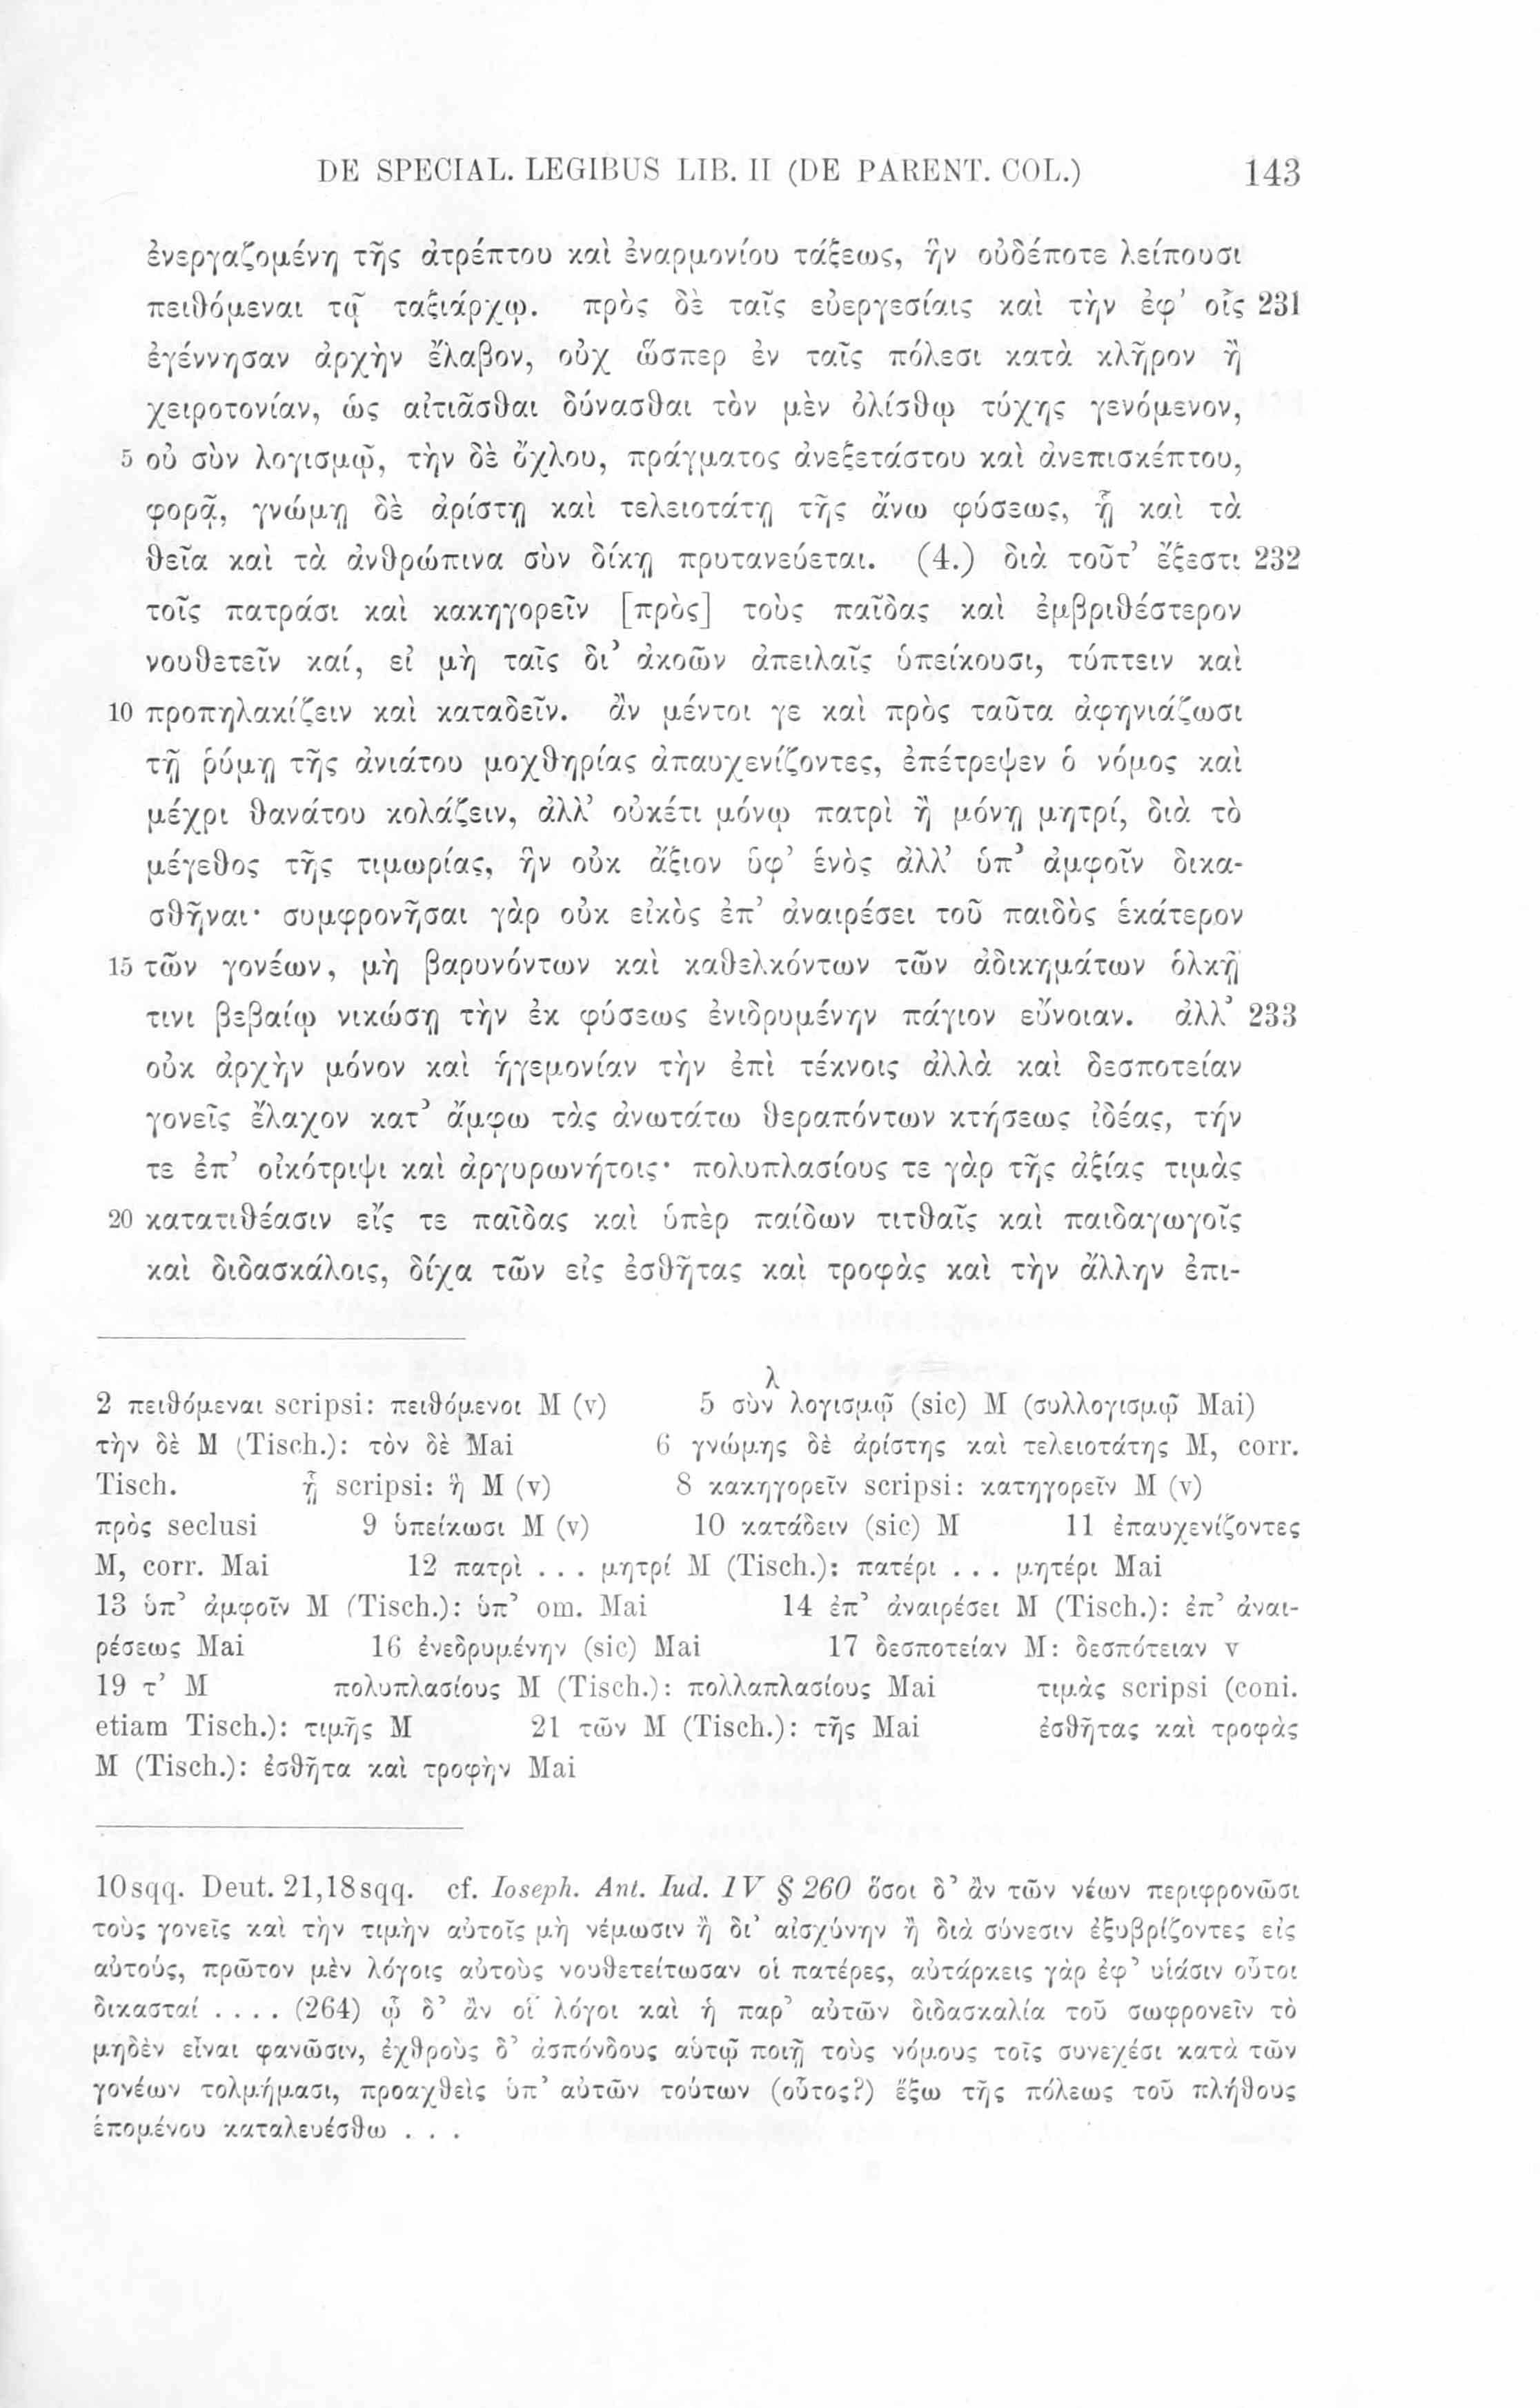 DE SPECIAL. LEGIBUS LIB. II (DE PARENT. COL.) 143
ἐνεργαζομένη τῆς ἀτρέπτου καὶ ἐναρμονίου τάξεως, ἣν οὐδέποτε λείπουσι
πειθόμεναι τῷ ταξιάρχῳ. πρὸς δὲ ταῖς εὐεργεσίαις καὶ τὴν ἐφ’ οἷς 231
ἐγέννησαν ἀρχὴν ἔλαβον, οὐχ ὥσπερ ἐν ταῖς πόλεσι κατὰ κλῆρον ἢ
χειροτονίαν, ὡς αἰτιᾶσθαι δύνασθαι τὸν μὲν ὀλίσθῳ τύχης γενόμενον,
5 οὐ σὺν λογισμῷ, τὴν δὲ ὄχλου, πράγματος ἀνεξετάστου καὶ ἀνεπισκέπτου,
φορᾷ, γνώμῃ δὲ ἀρίστῃ καὶ τελειοτάτῃ τῆς ἄνω φύσεως, ᾗ καὶ τὰ
θεῖα καὶ τὰ ἀνθρώπινα σὺν δίκῃ πρυτανεύεται. (4.) διὰ τοῦτ’ ἔξεστι 232
τοῖς πατράσι καὶ κακηγορεῖν [πρὸς] τοὺς παῖδας καὶ ἐμβριθέστερον
νουθετεῖν καί, εἰ μὴ ταῖς δι’ ἀκοῶν ἀπειλαῖς ὑπείκουσι, τύπτειν καὶ
10 προπηλακίζειν καὶ καταδεῖν. ἂν μέντοι γε καὶ πρὸς ταῦτα ἀφηνιάζωσι
τῇ ῥύμῃ τῆς ἀνιάτου μοχθηρίας ἀπαυχενίζοντες, ἐπέτρεψεν ὁ νόμος καὶ
μέχρι θανάτου κολάζειν, ἀλλ’ οὐκέτι μόνῳ πατρὶ ἢ μόνῃ μητρί, διὰ τὸ
μέγεθος τῆς τιμωρίας, ἣν οὐκ ἄξιον ὑφ’ ἑνὸς ἀλλ’ ὑπ’ ἀμφοῖν δικα-
σθῆναι· συμφρονῆσαι γὰρ οὐκ εἰκὸς ἐπ’ ἀναιρέσει τοῦ παιδὸς ἑκάτερον
15 τῶν γονέων, μὴ βαρυνόντων καὶ καθελκόντων τῶν ἀδικημάτων ὁλκῇ
τινι βεβαίῳ νικώσῃ τὴν ἐκ φύσεως ἐνιδρυμένην πάγιον εὔνοιαν. ἀλλ’ 233
οὐκ ἀρχὴν μόνον καὶ ἡγεμονίαν τὴν ἐπὶ τέκνοις ἀλλὰ καὶ δεσποτείαν
γονεῖς ἔλαχον κατ’ ἄμφω τὰς ἀνωτάτω θεραπόντων κτήσεως ἰδέας, τήν
τε ἐπ’ οἰκότριψι καὶ ἀργυρωνήτοις· πολυπλασίους τε γὰρ τῆς ἀξίας τιμὰς
20 κατατιθέασιν εἴς τε παῖδας καὶ ὑπὲρ παίδων τιτθαῖς καὶ παιδαγωγοῖς
καὶ διδασκάλοις, δίχα τῶν εἰς ἐσθῆτας καὶ τροφὰς καὶ τὴν ἄλλην ἐπι-
λ
2 πειθόμεναι scripsi: πειθόμενοι M (v) 5 σὺν λογισμῷ (sic) M (συλλογισμῷ Mai)
τὴν δὲ M (Tisch.): τὸν δὲ Mai 6 γνώμης δὲ ἀρίστης καὶ τελειοτάτης M, corr.
Tisch. ᾗ scripsi: ἢ M (v) 8 κακηγορεῖν scripsi: κατηγορεῖν M (v)
πρὸς seclusi 9 ὑπείκωσι M (v) 10 κατάδειν (sic) M 11 ἐπαυχενίζοντες
M, corr. Mai 12 πατρὶ . . . μητρί M (Tisch.): πατέρι . . . μητέρι Mai
13 ὑπ’ ἀμφοῖν M (Tisch.): ὑπ’ om. Mai 14 ἐπ’ ἀναιρέσει M (Tisch.): ἐπ’ ἀναι-
ρέσεως Mai 16 ἐνεδρυμένην (sic) Mai 17 δεσποτείαν M: δεσπότειαν v
19 τ’ M πολυπλασίους M (Tisch.): πολλαπλασίους Mai τιμὰς scripsi (coni.
etiam Tisch.): τιμῆς M 21 τῶν M (Tisch.): τῆς Mai ἐσθῆτας καὶ τροφὰς
M (Tisch.): ἐσθῆτα καὶ τροφὴν Mai
10 sqq. Deut. 21,18 sqq. cf. Ioseph. Ant. Iud. IV § 260 ὅσοι δ’ ἂν τῶν νέων περιφρονῶσι
τοὺς γονεῖς καὶ τὴν τιμὴν αὐτοῖς μὴ νέμωσιν ἢ δι’ αἰσχύνην ἢ διὰ σύνεσιν ἐξυβρίζοντες εἰς
αὐτούς, πρῶτον μὲν λόγοις αὐτοὺς νουθετείτωσαν οἱ πατέρες, αὐτάρκεις γὰρ ἐφ’ υἱάσιν οὗτοι
δικασταί . . . . (264) ᾧ δ’ ἂν οἱ λόγοι καὶ ἡ παρ’ αὐτῶν διδασκαλία τοῦ σωφρονεῖν τὸ
μηδὲν εἶναι φανῶσιν, ἐχθροὺς δ’ ἀσπόνδους αὑτῷ ποιῇ τοὺς νόμους τοῖς συνεχέσι κατὰ τῶν
γονέων τολμήμασι, προαχθεὶς ὑπ’ αὐτῶν τούτων (οὗτος?) ἔξω τῆς πόλεως τοῦ πλήθους
ἑπομένου καταλευέσθω . . .